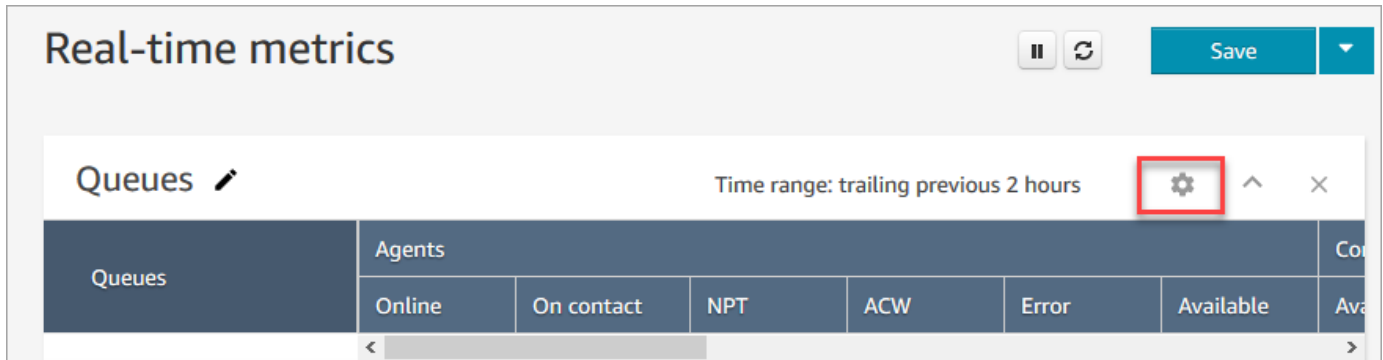 Real-time metrics
Save
Queues
Time range: trailing previous 2 hours
Queues
Agents
Online On contact NPT ACW Error Available